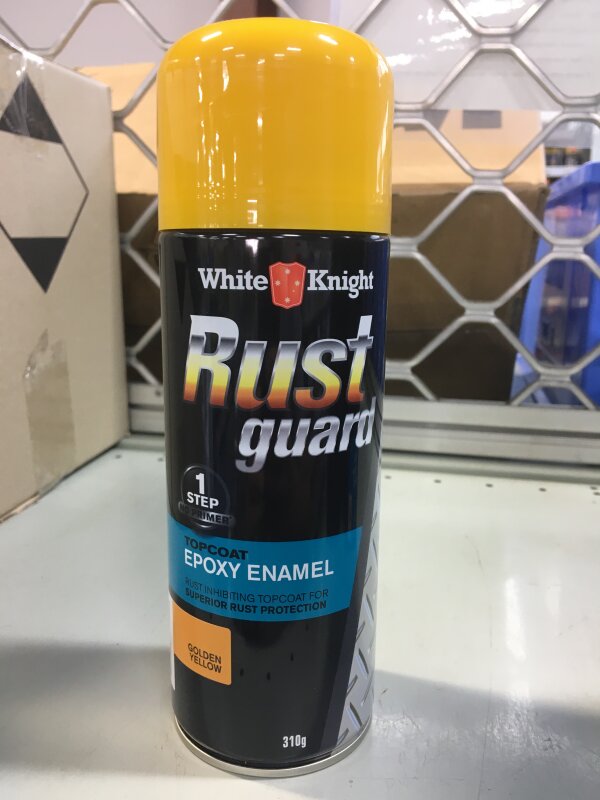 White Knight
Rust
guard
1
STEP
NO PRIMER
TOPCOAT
EPOXY ENAMEL
RUST INHIBITING TOPCOAT FOR
SUPERIOR RUST PROTECTION
GOLDEN
YELLOW
310g